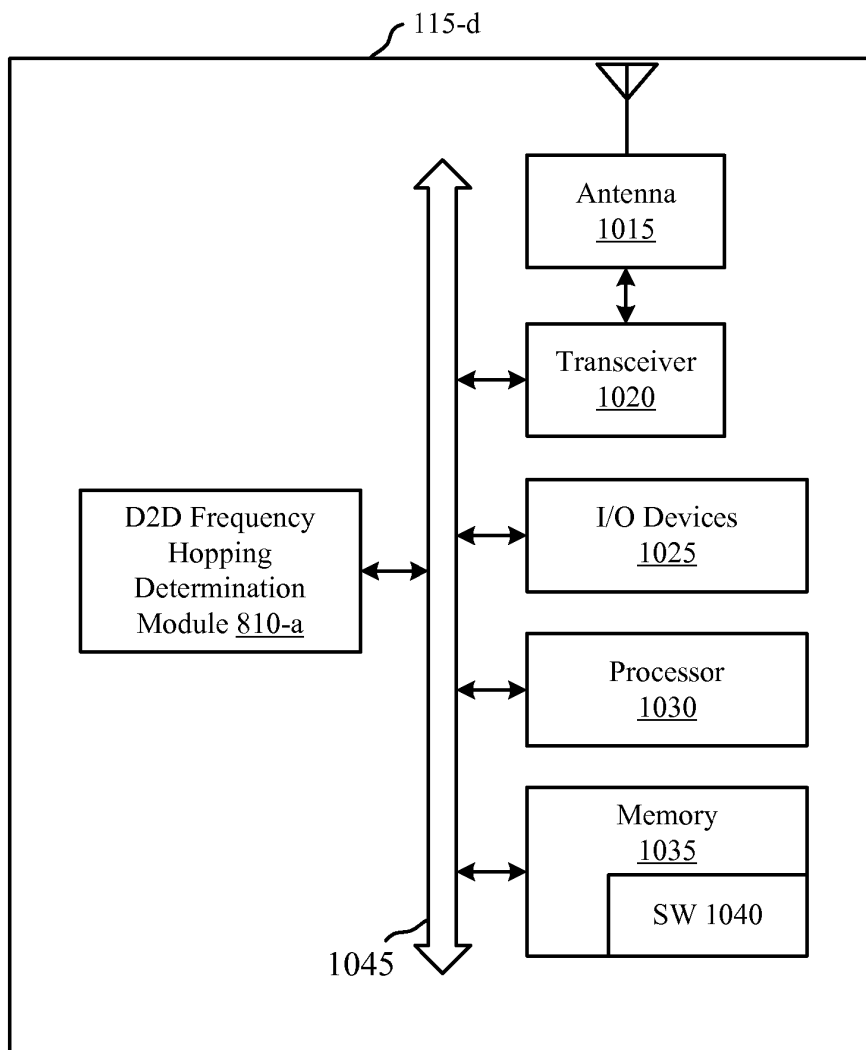 115-d
Antenna
1015
Transceiver
1020
D2D Frequency
Hopping
Determination
Module 810-a
I/O Devices
1025
Processor
1030
Memory
1035
SW 1040
1045